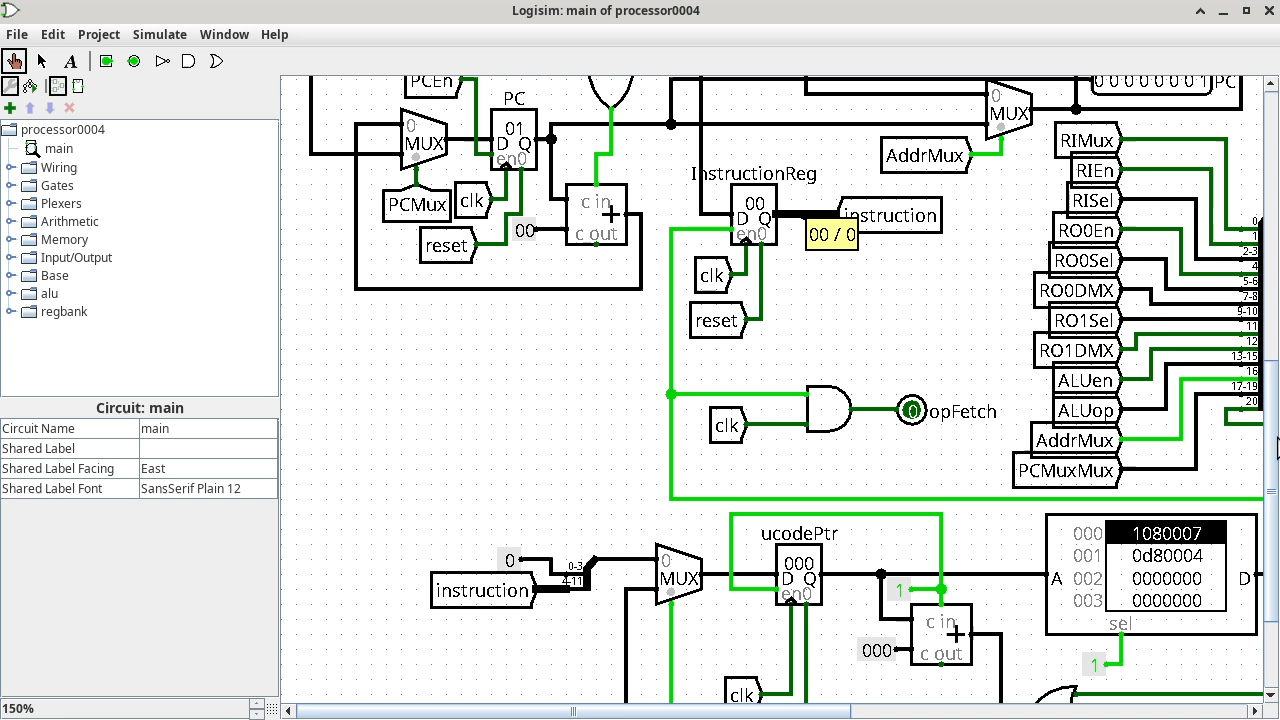 Logisim: main of processor0004
File Edit Project Simulate Window Help
A
processor0004
main
Wiring
Gates
Plexers
Arithmetic
Memory
Input/Output
Base
alu
regbank
Circuit: main
Circuit Name main
Shared Label
Shared Label Facing East
Shared Label Font SansSerif Plain 12
150%
PCEn
PC
0
MUX
01
D Q
en0
PCMux
clk
reset
00
c in
+
c out
InstructionReg
00
D Q
en0
instruction
00 / 0
clk
reset
0
MUX
AddrMux
0 0 0 0 0 0 0 1
PC
RIMux
RIEn
RISel
RO0En
RO0Sel
RO0DMX
RO1Sel
RO1DMX
ALUen
ALUop
AddrMux
PCMuxMux
0
1
2-3
4
5-6
7-8
9-10
11
12
13-15
16
17-19
20
clk
0
opFetch
0
0-3
4-11
instruction
0
MUX
ucodePtr
000
D Q
en0
clk
1
000
c in
+
c out
A
000 1080007
001 0d80004
002 0000000
003 0000000
D
sel
1